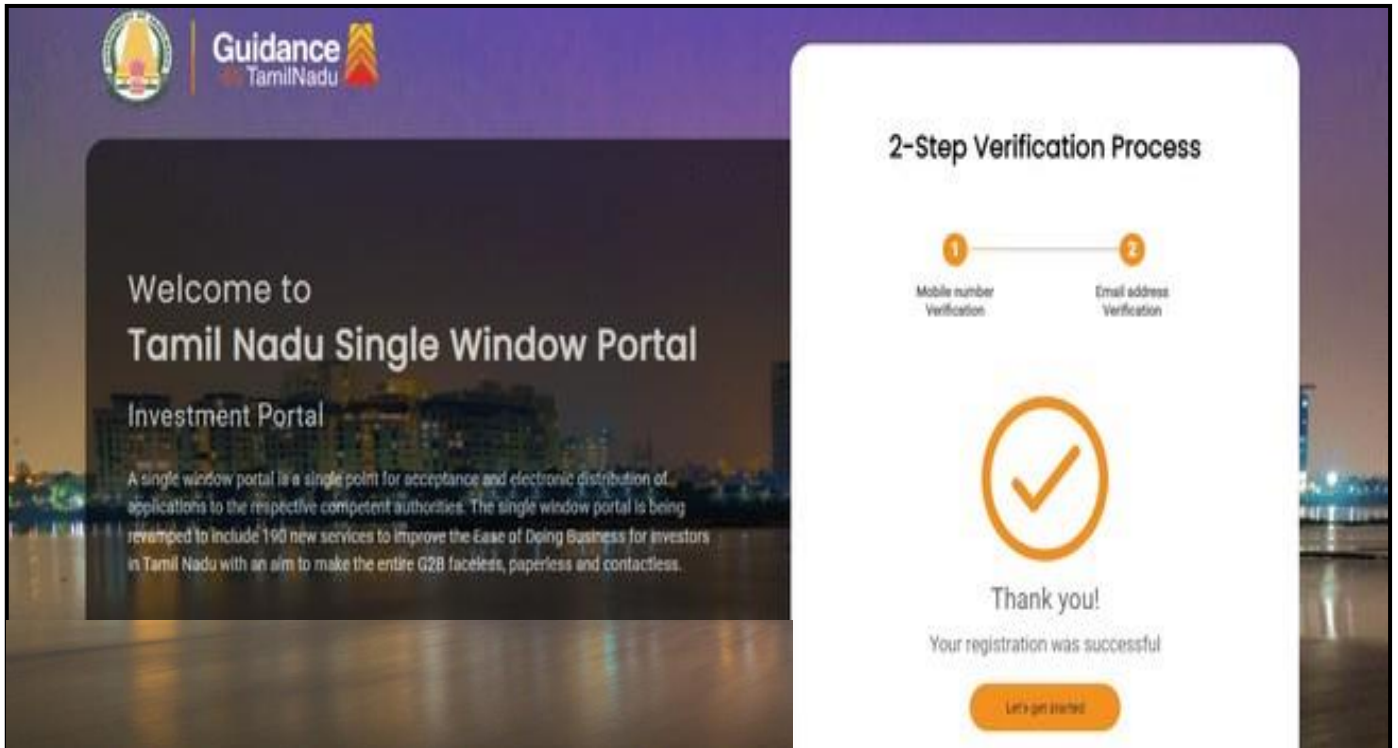 Guidance
TamilNadu
Welcome to
Tamil Nadu Single Window Portal
Investment Portal
A single window portal is a single point for acceptance and electronic distribution of
applications to the respective competent authorities. The single window portal is being
revamped to include 190 new services to improve the Ease of Doing Business for investors
in Tamil Nadu with an aim to make the entire G2B faceless, paperless and contactless.
2-Step Verification Process
1
2
Mobile number
Verification
Email address
Verification
Thank you!
Your registration was successful
Let's get started